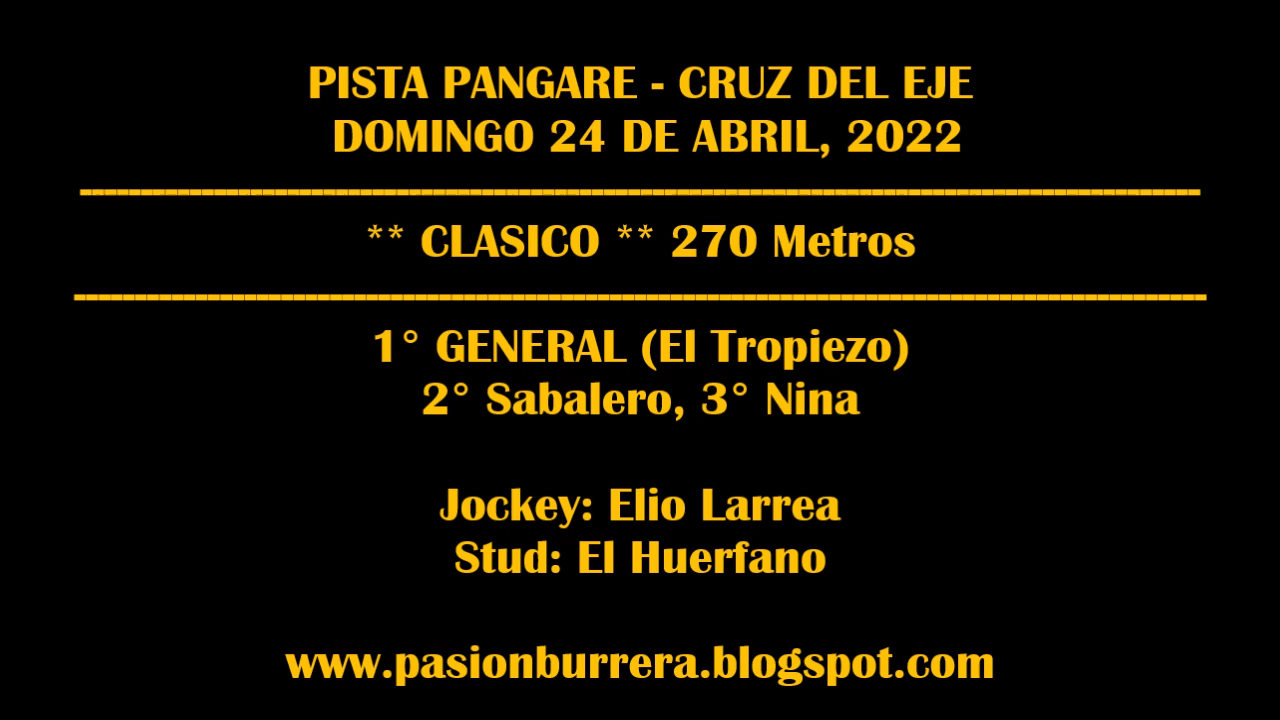 PISTA PANGARE - CRUZ DEL EJE
DOMINGO 24 DE ABRIL, 2022
--------------------------------------------------------------------------------
** CLASICO ** 270 Metros
---------------------------------------------------------------------------------
1° GENERAL (El Tropiezo)
2° Sabalero, 3° Nina
Jockey: Elio Larrea
Stud: El Huerfano
www.pasionburrera.blogspot.com